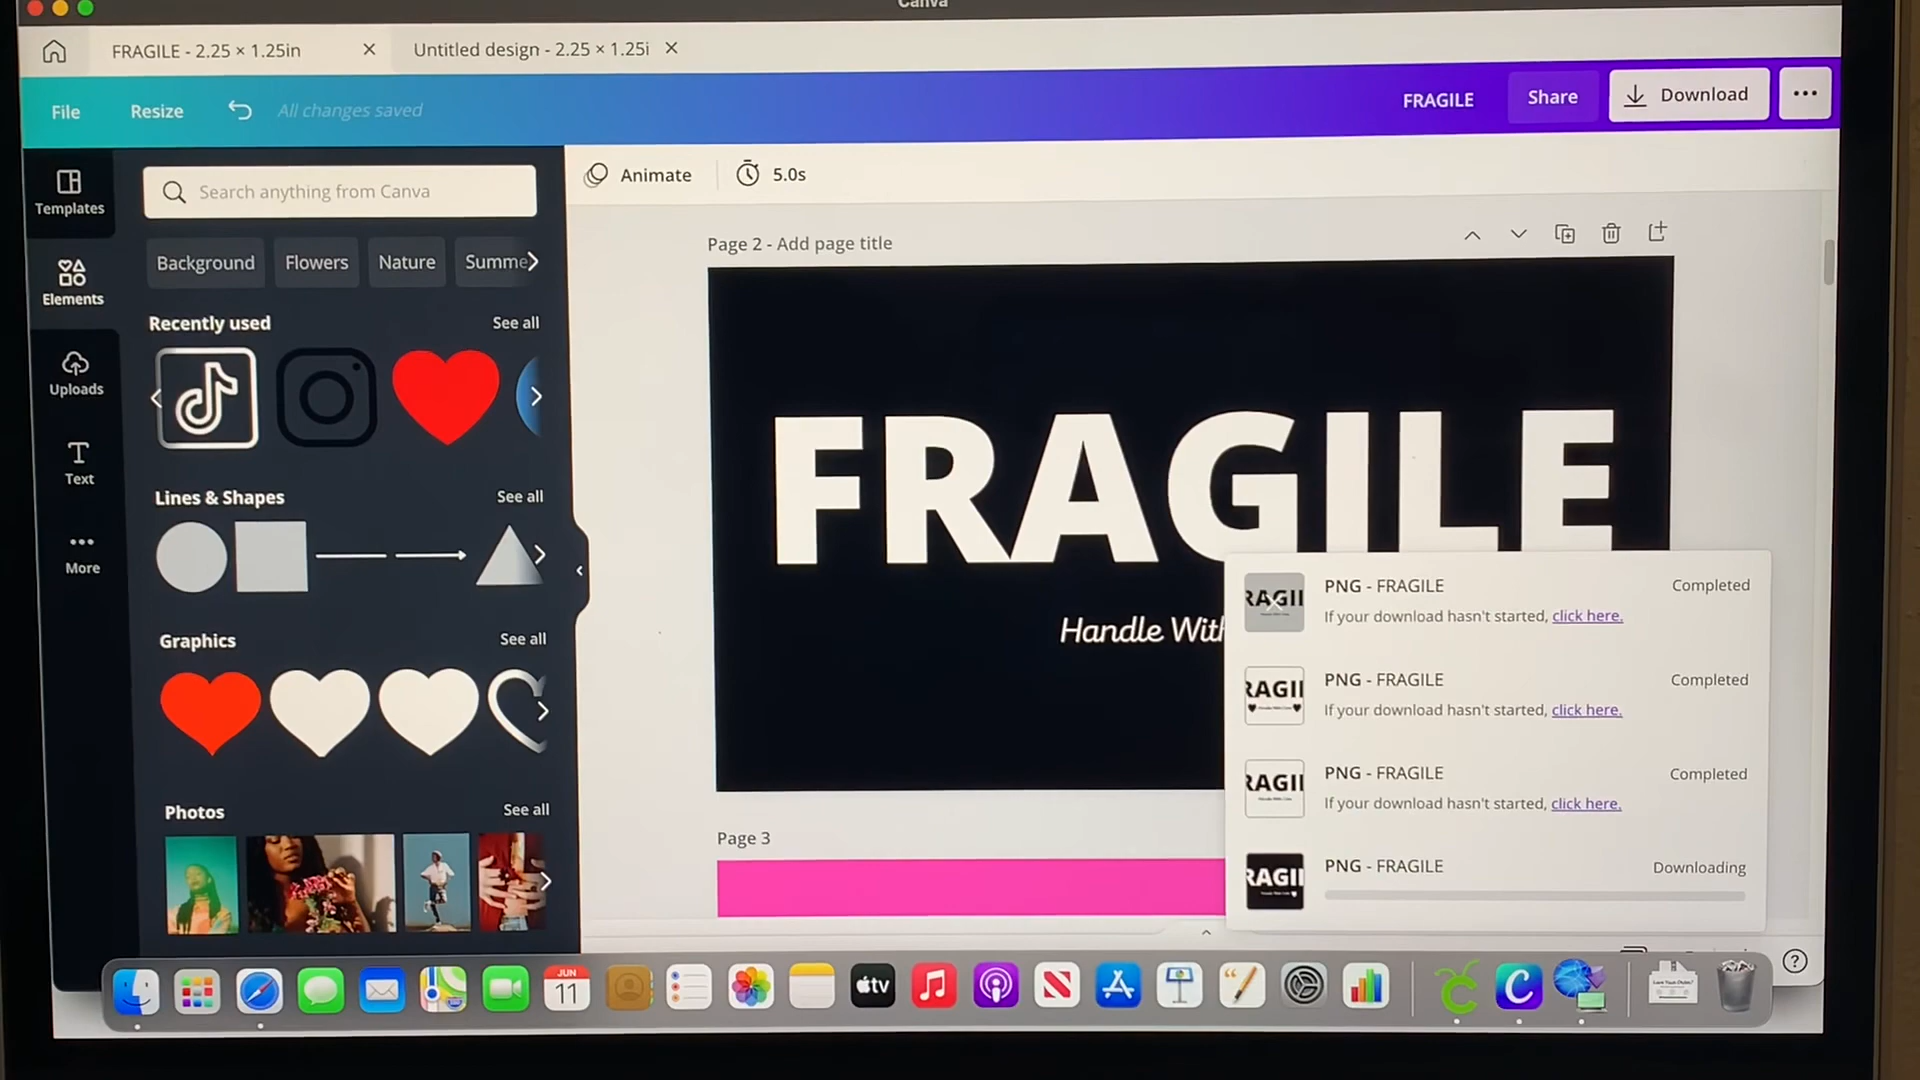 Canva
FRAGILE - 2.25 × 1.25in
Untitled design - 2.25 × 1.25i
File
Resize
All changes saved
FRAGILE
Share
Download
Templates
Elements
Uploads
Text
More
Search anything from Canva
Background
Flowers
Nature
Summe
Recently used
See all
Lines & Shapes
See all
Graphics
See all
Photos
See all
Animate
5.0s
Page 2 - Add page title
FRAGILE
Handle With
Page 3
RAGII
PNG - FRAGILE
Completed
If your download hasn't started, click here.
RAGII
PNG - FRAGILE
Completed
If your download hasn't started, click here.
RAGII
PNG - FRAGILE
Completed
If your download hasn't started, click here.
RAGII
PNG - FRAGILE
Downloading
JUN
11
tv